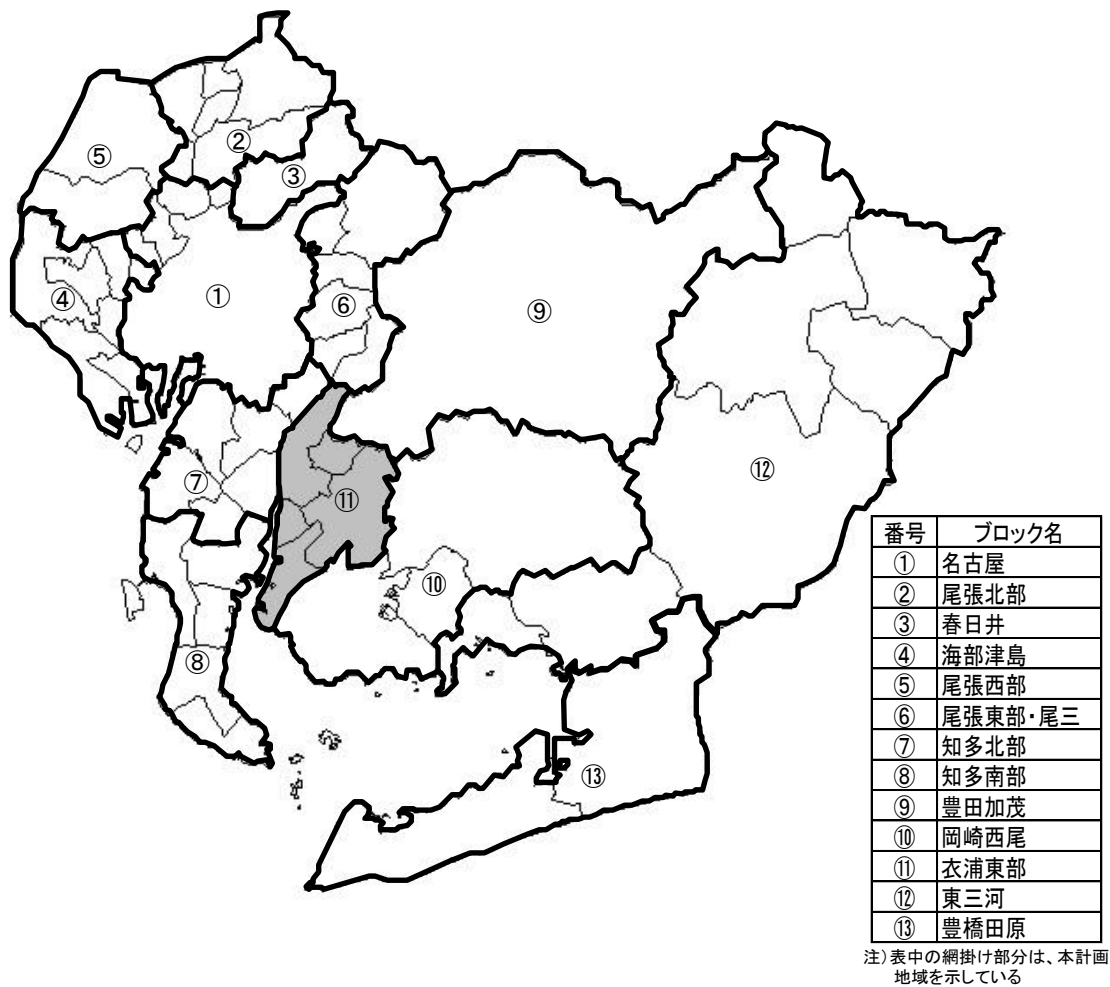 ②
⑤
③
①
④
⑥
⑨
⑫
⑦
⑪
⑩
⑧
⑬
番号 ブロック名
① 名古屋
② 尾張北部
③ 春日井
④ 海部津島
⑤ 尾張西部
⑥ 尾張東部・尾三
⑦ 知多北部
⑧ 知多南部
⑨ 豊田加茂
⑩ 岡崎西尾
⑪ 衣浦東部
⑫ 東三河
⑬ 豊橋田原
注)表中の網掛け部分は、本計画
地域を示している